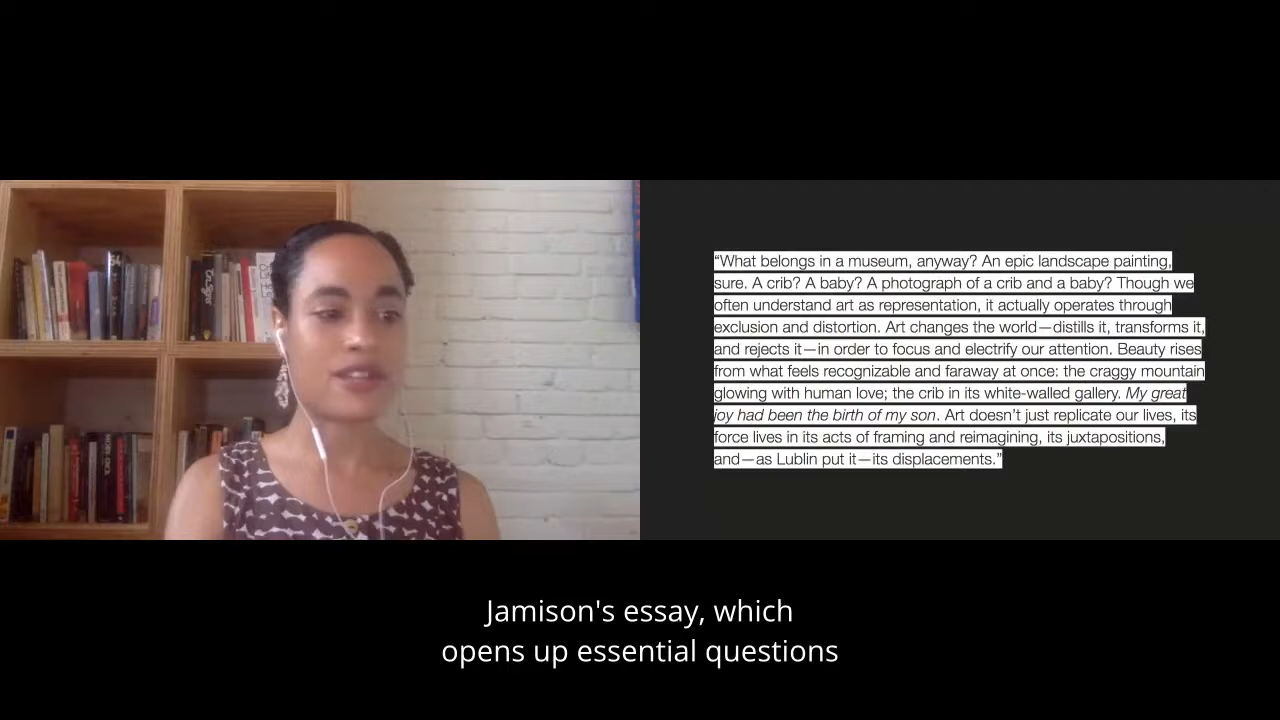 “What belongs in a museum, anyway? An epic landscape painting,
sure. A crib? A baby? A photograph of a crib and a baby? Though we
often understand art as representation, it actually operates through
exclusion and distortion. Art changes the world—distills it, transforms it,
and rejects it—in order to focus and electrify our attention. Beauty rises
from what feels recognizable and faraway at once: the craggy mountain
glowing with human love; the crib in its white-walled gallery. My great
joy had been the birth of my son. Art doesn’t just replicate our lives, its
force lives in its acts of framing and reimagining, its juxtapositions,
and—as Lublin put it—its displacements.”
Jamison's essay, which
opens up essential questions